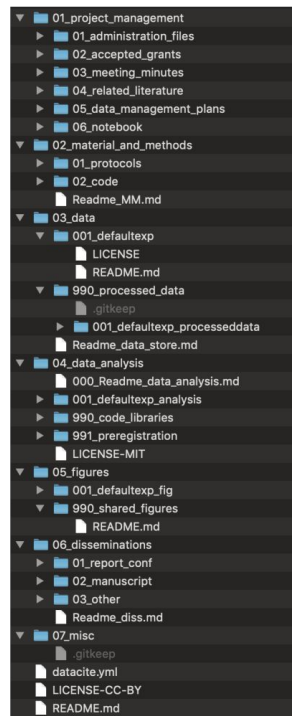 01_project_management
01_administration_files
02_accepted_grants
03_meeting_minutes
04_related_literature
05_data_management_plans
06_notebook
02_material_and_methods
01_protocols
02_code
Readme_MM.md
03_data
001_defaultexp
LICENSE
README.md
990_processed_data
.gitkeep
001_defaultexp_processeddata
Readme_data_store.md
04_data_analysis
000_Readme_data_analysis.md
001_defaultexp_analysis
990_code_libraries
991_preregistration
LICENSE-MIT
05_figures
001_defaultexp_fig
990_shared_figures
README.md
06_disseminations
01_report_conf
02_manuscript
03_other
Readme_diss.md
07_misc
.gitkeep
datacite.yml
LICENSE-CC-BY
README.md